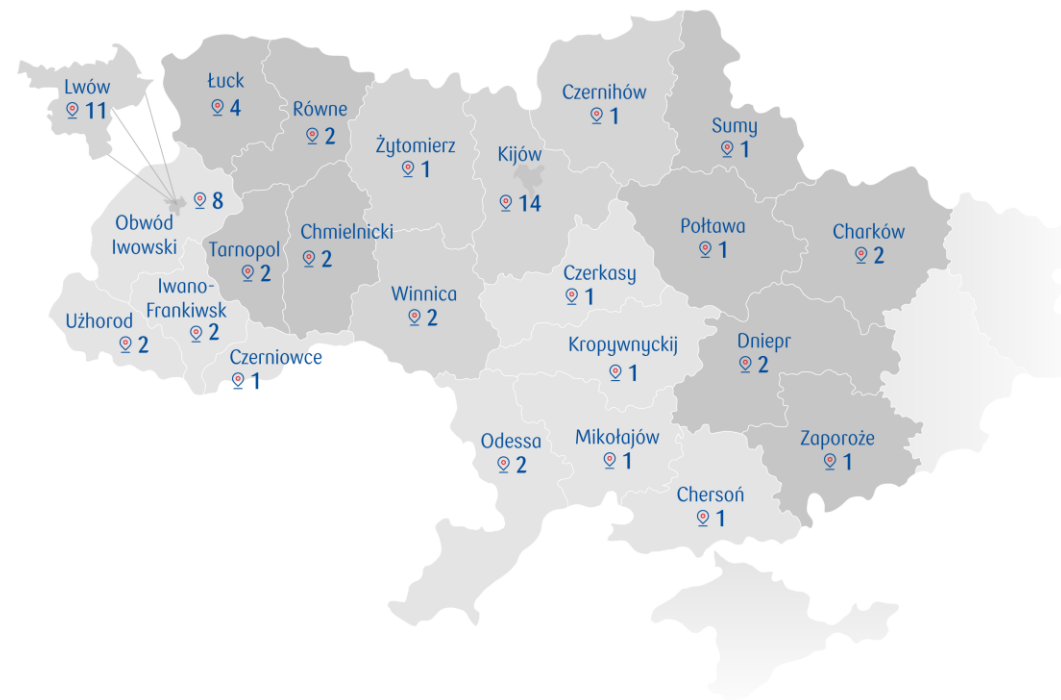 Lwów
11
Łuck
4
Równe
2
Żytomierz
1
Kijów
14
Czernihów
1
Sumy
1
8
Obwód
lwowski
Tarnopol
2
Chmielnicki
2
Winnica
2
Czerkasy
1
Połtawa
1
Charków
2
Iwano-
Frankiwsk
2
Użhorod
2
Czerniowce
1
Kropywnyckij
1
Dniepr
2
Odessa
2
Mikołajów
1
Zaporoże
1
Chersoń
1